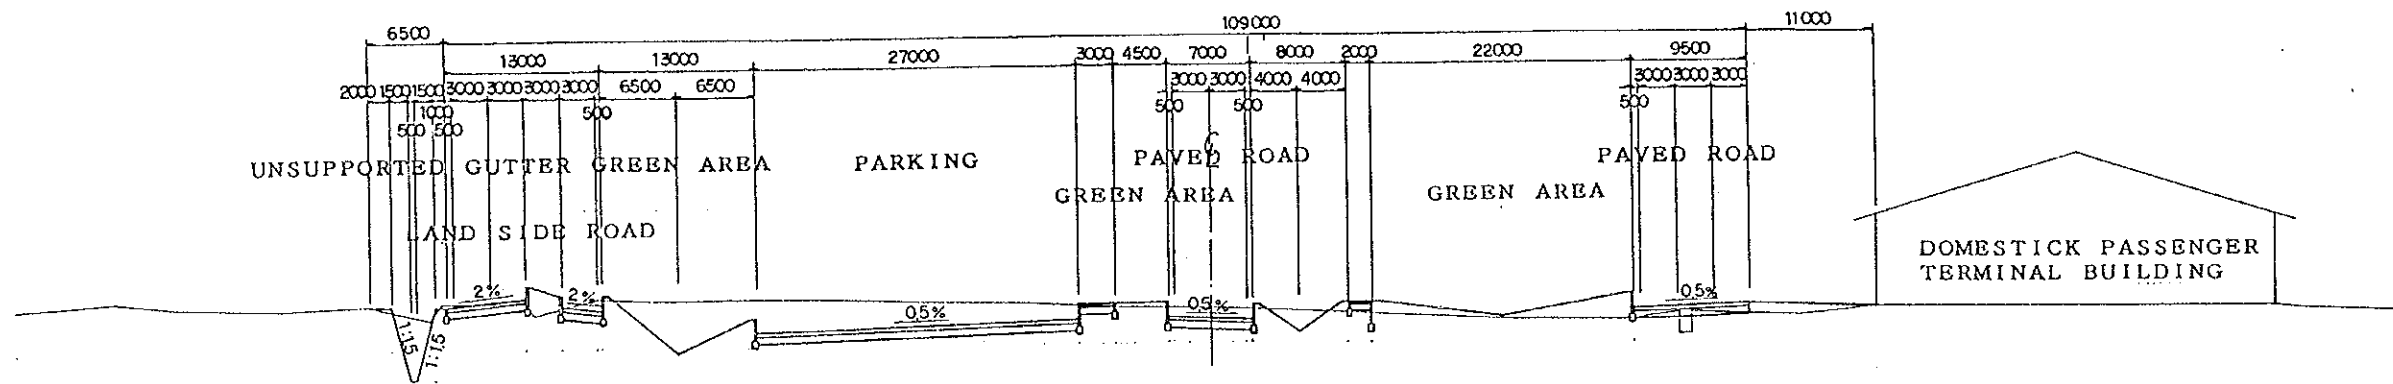 109000
6500
11000
13000 13000 27000 3000 4500 7000 8000 2000 22000 9500
2000 1500 1500 3000 3000 3000 3000 6500 6500 3000 3000 4000 4000 3000 3000 3000
1000 500 500 500 500
500 500
UNSUPPORTED GUTTER GREEN AREA PARKING PAVED ROAD PAVED ROAD
GREEN AREA GREEN AREA
LAND SIDE ROAD
DOMESTICK PASSENGER
TERMINAL BUILDING
2% 2% 0,5% 0,5% 0,5%
1:1.5 1:1.5